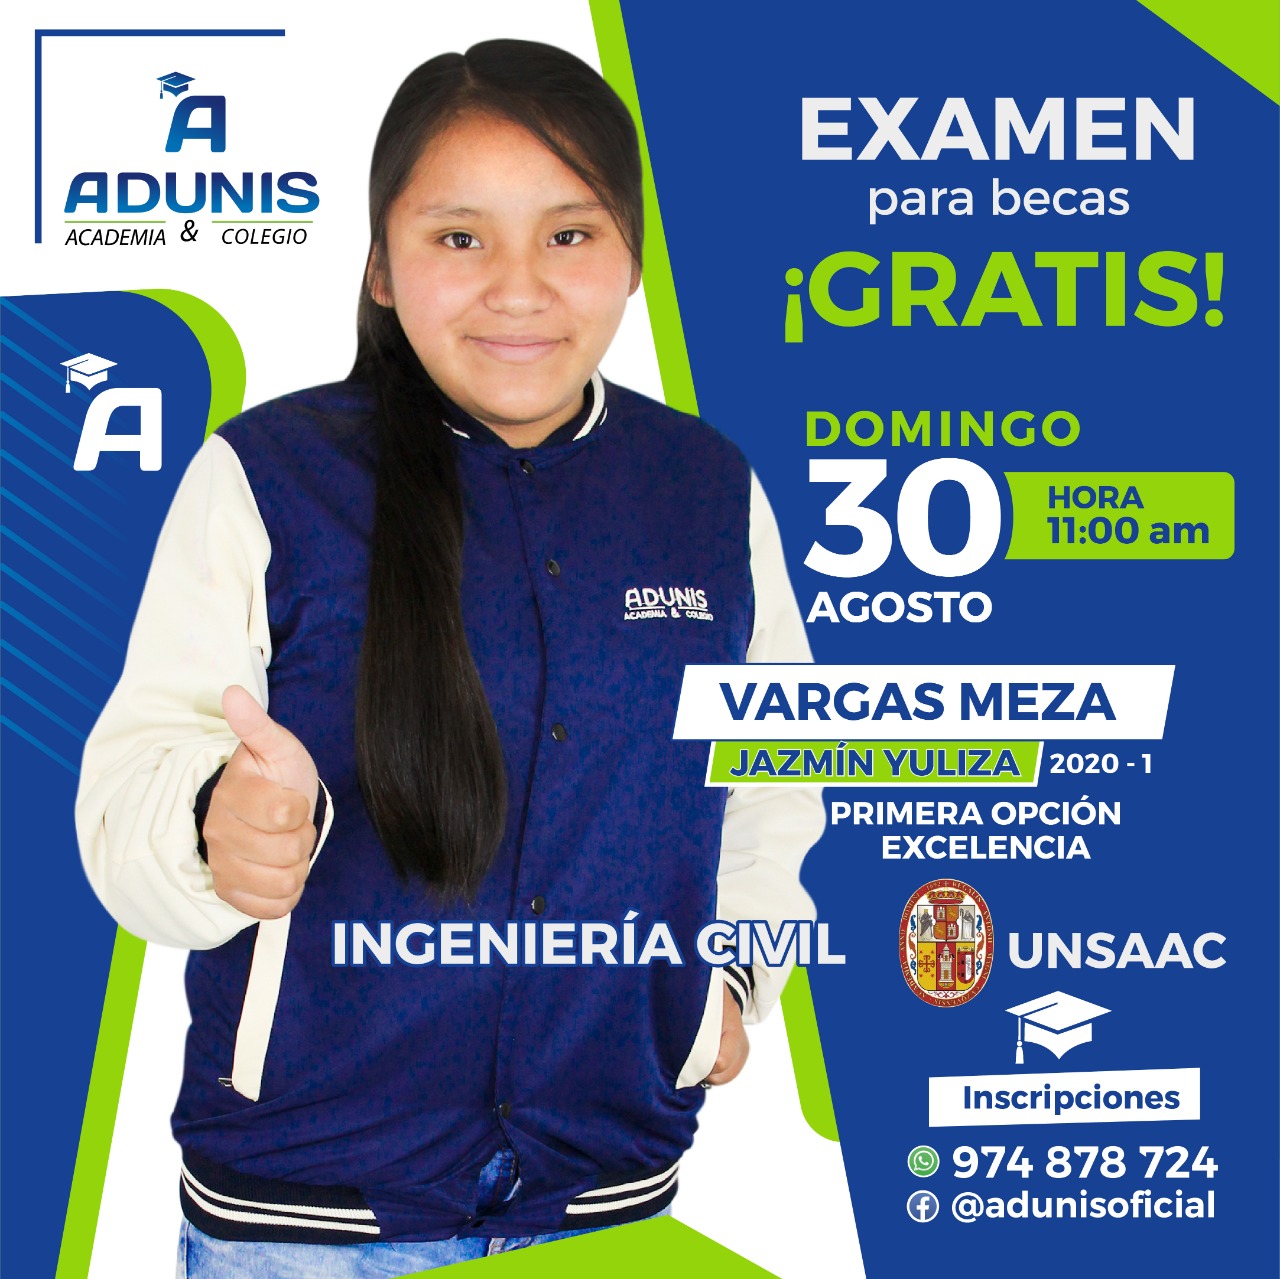 A
ADUNIS
ACADEMIA & COLEGIO
A
EXAMEN
para becas
¡GRATIS!
DOMINGO
30
AGOSTO
HORA
11:00 am
ADUNIS
ACADEMIA & COLEGIO
VARGAS MEZA
JAZMÍN YULIZA 2020 - 1
PRIMERA OPCIÓN
EXCELENCIA
INGENIERÍA CIVIL
UNSAAC
Inscripciones
974 878 724
@adunisoficial